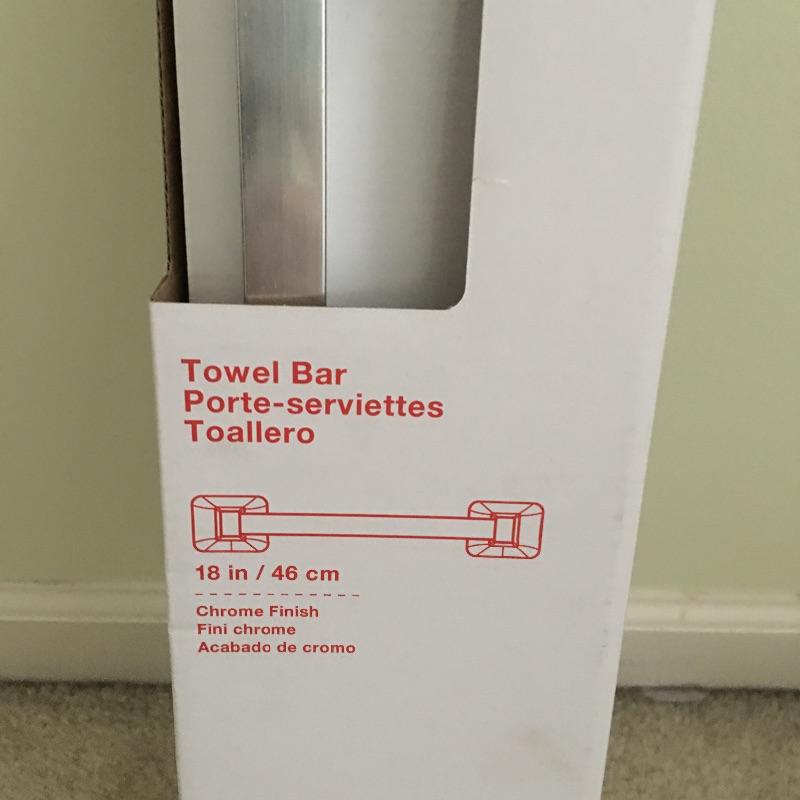 Towel Bar
Porte-serviettes
Toallero
18 in / 46 cm
Chrome Finish
Fini chrome
Acabado de cromo